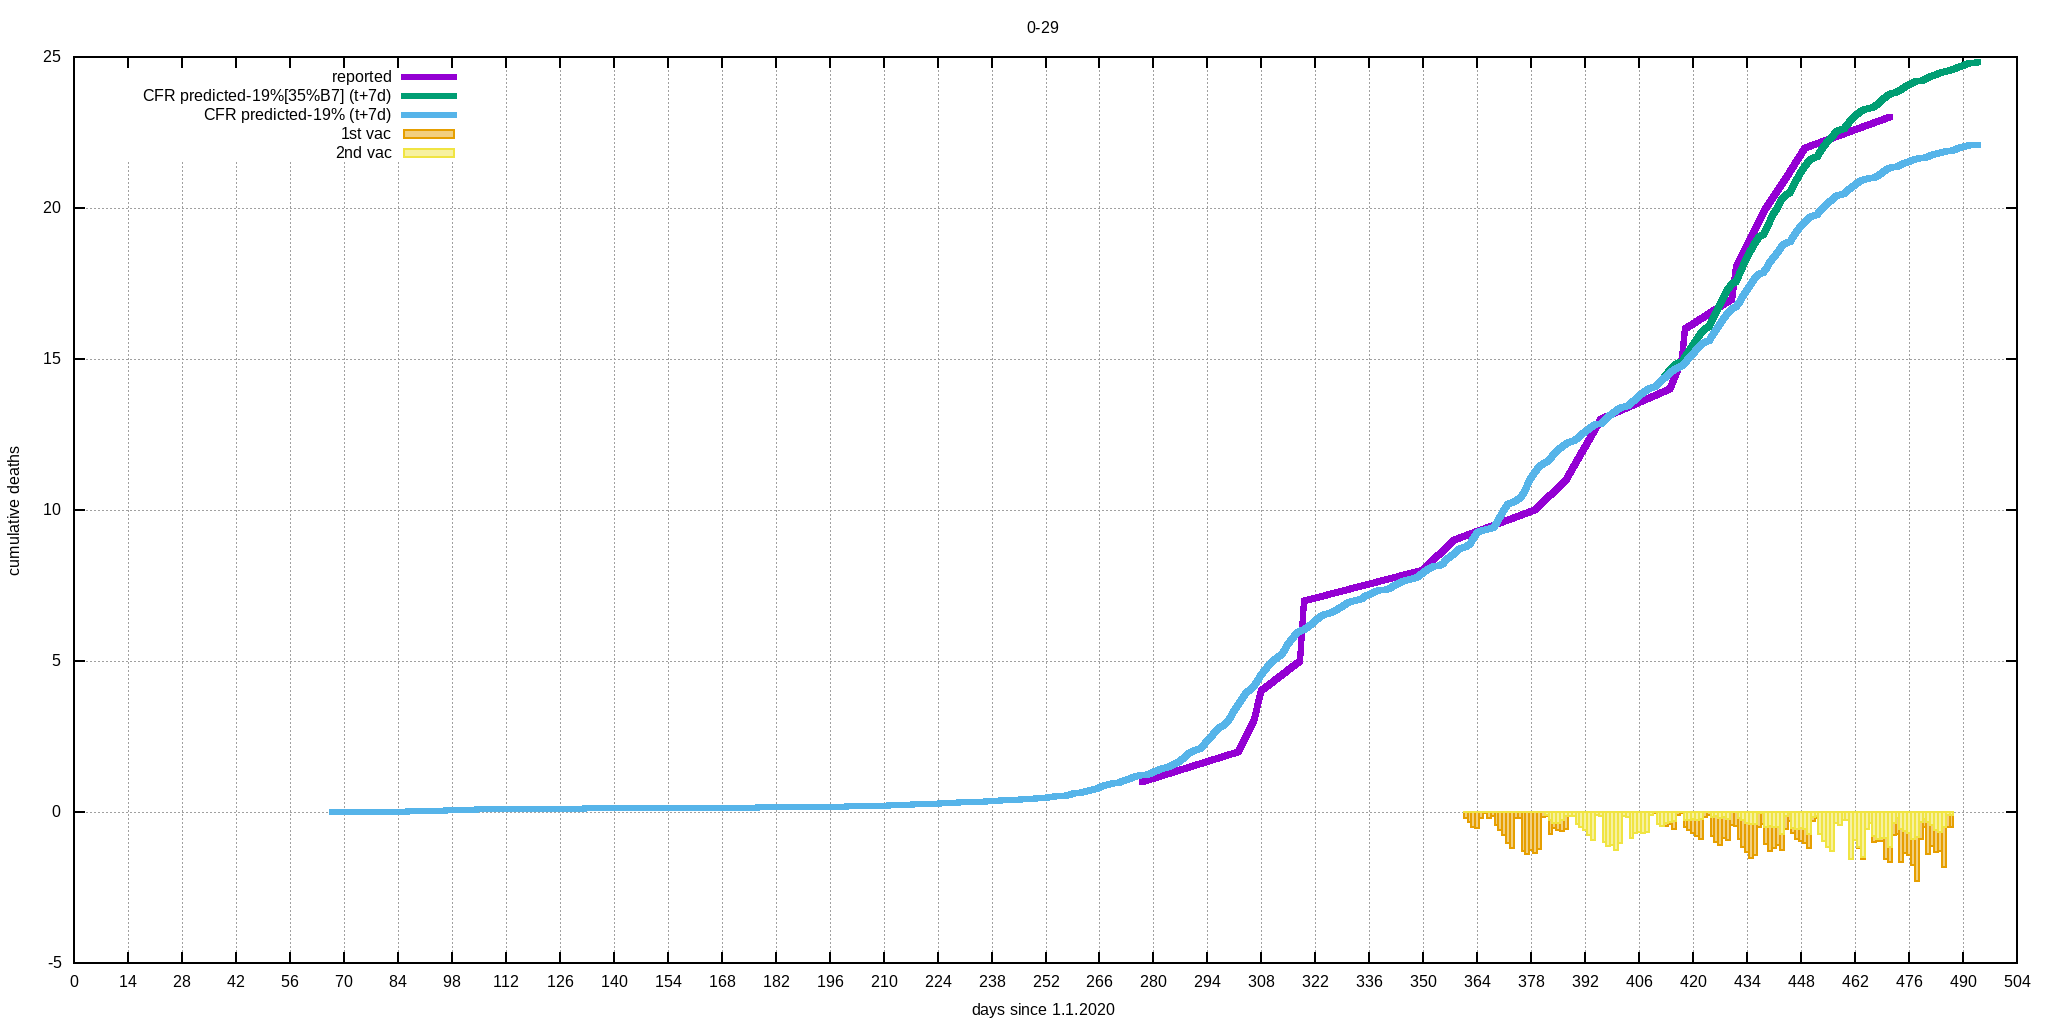 0-29
reported
CFR predicted-19%[35%B7] (t+7d)
CFR predicted-19% (t+7d)
1st vac
2nd vac
25
20
15
10
5
0
-5
cumulative deaths
0 14 28 42 56 70 84 98 112 126 140 154 168 182 196 210 224 238 252 266 280 294 308 322 336 350 364 378 392 406 420 434 448 462 476 490 504
days since 1.1.2020